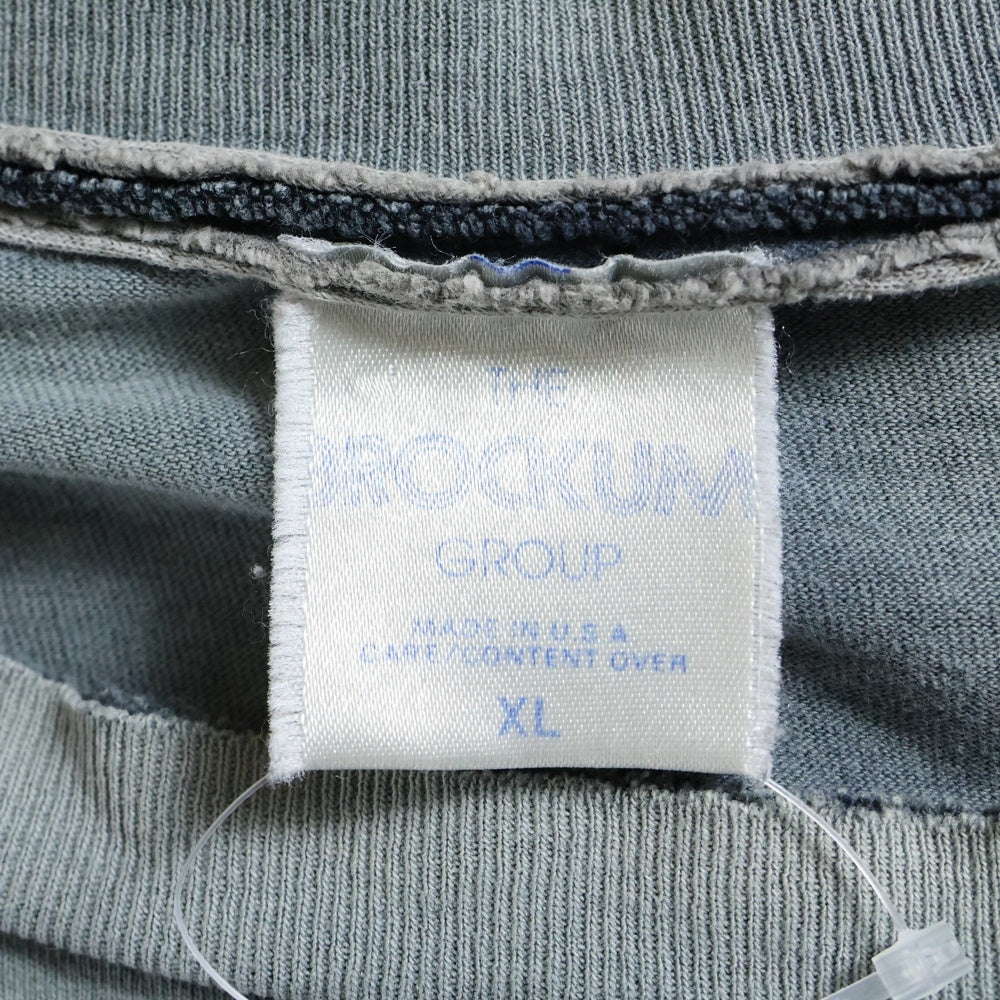 THE
BROCKUM
GROUP
MADE IN U.S.A.
CARE/CONTENT OVER
XL